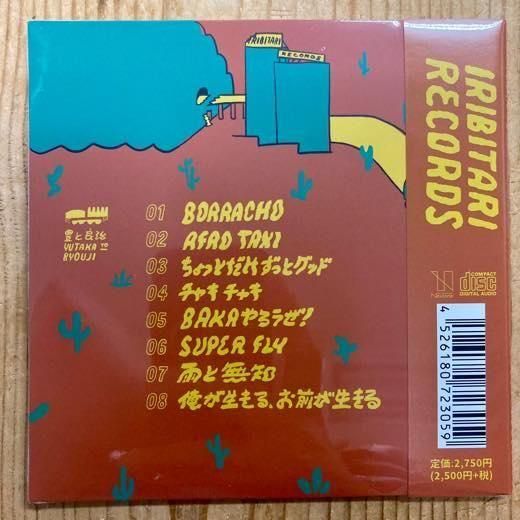 IRIBITARI
RECORDS
豊と良治
YUTAKA TO
RYOUJI
01 BORRACHO
02 AFRO TAXI
03 ちょっとだけずっとグッド
04 チャキチャキ
05 BAKAやろうぜ!
06 SUPER FLY
07 雨と無知
08 俺が生きる、お前が生きる
IRIBITARI
RECORDS
COMPACT
disc
DIGITAL AUDIO
4 526180 723059
定価:2,750円
(2,500円+税)